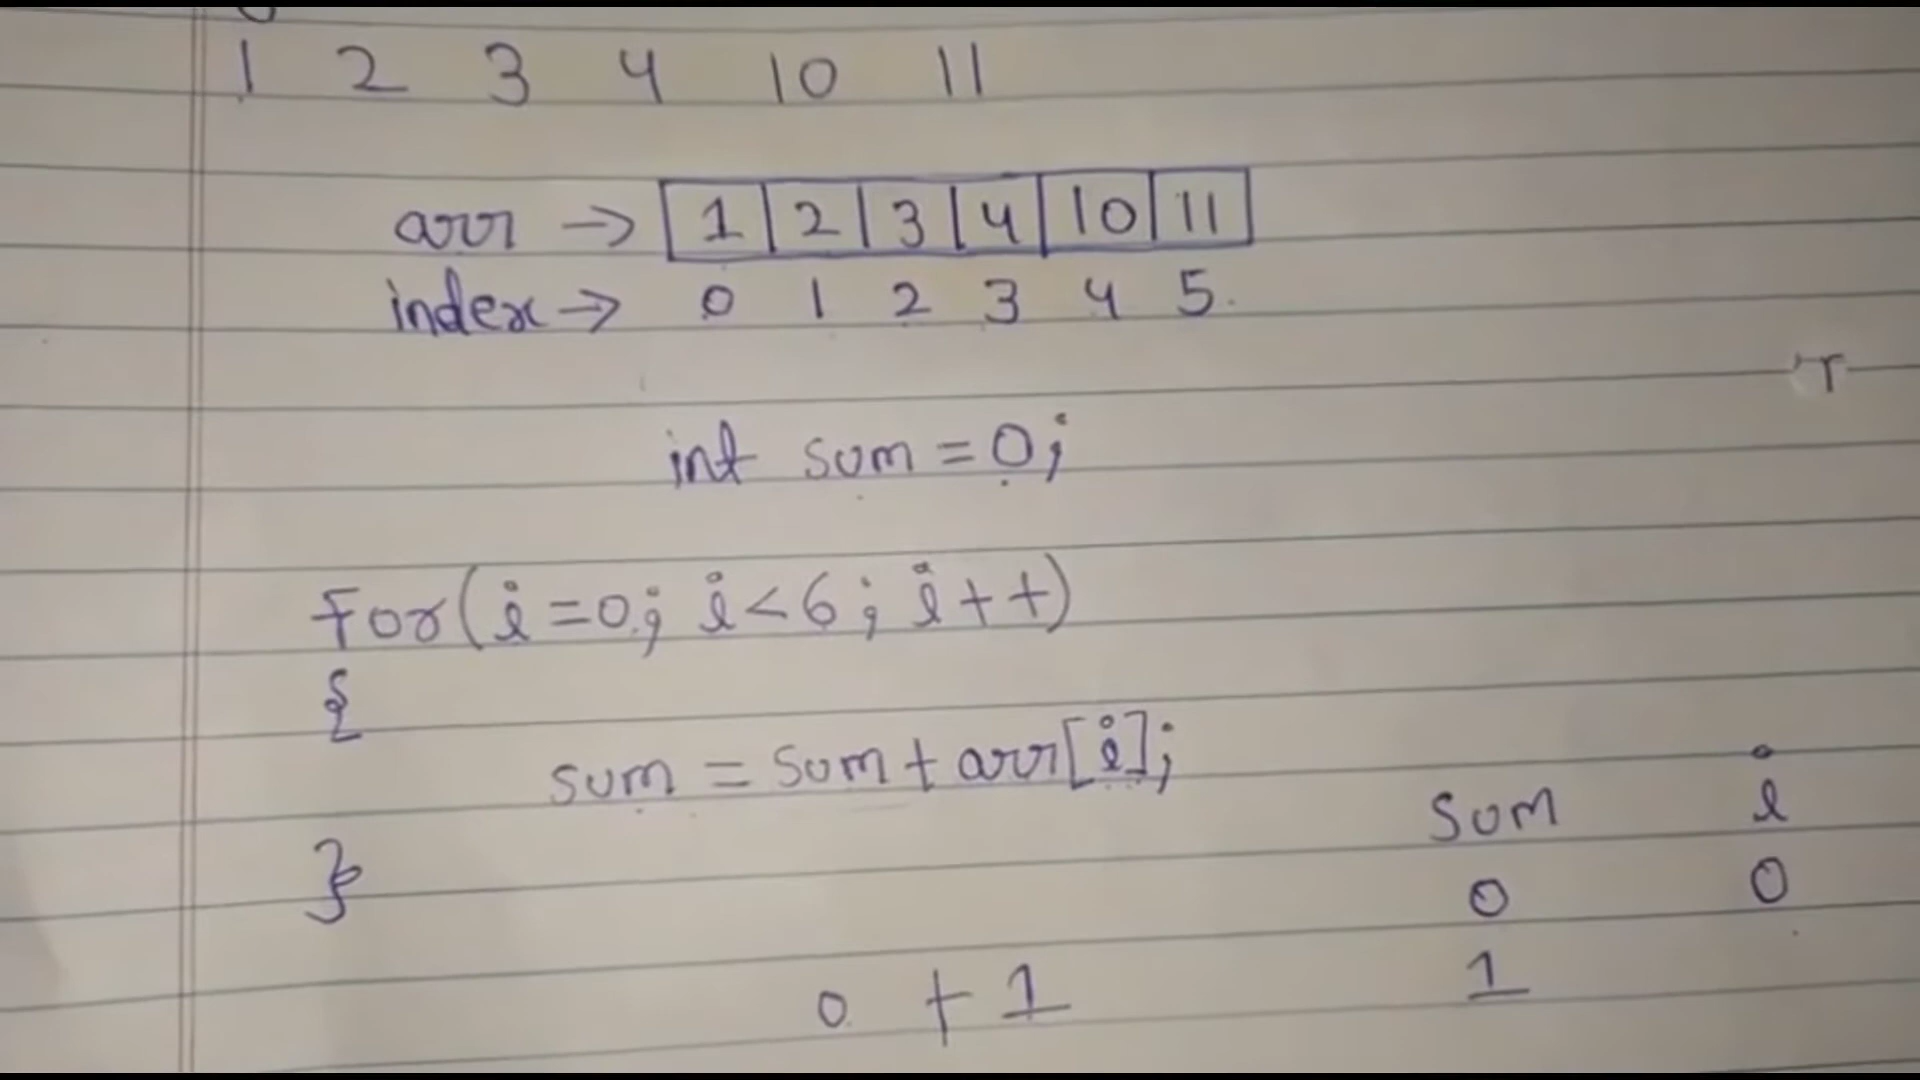 1 2 3 4 10 11
arr → 1 2 3 4 10 11
index → 0 1 2 3 4 5
int sum = 0;
For(i=0; i<6; i++)
{
sum = sum + arr[i];
}
sum i
0 0
0 + 1 1